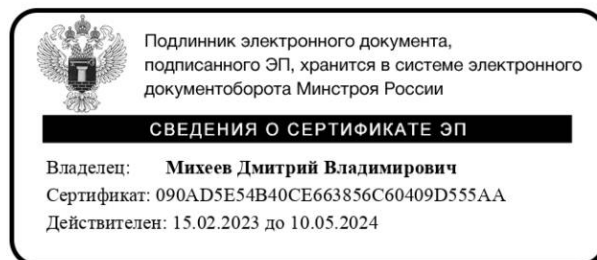 Подлинник электронного документа,
подписанного ЭП, хранится в системе электронного
документоборота Минстроя России
СВЕДЕНИЯ О СЕРТИФИКАТЕ ЭП
Владелец: Михеев Дмитрий Владимирович
Сертификат: 090AD5E54B40CE663856C60409D555AA
Действителен: 15.02.2023 до 10.05.2024